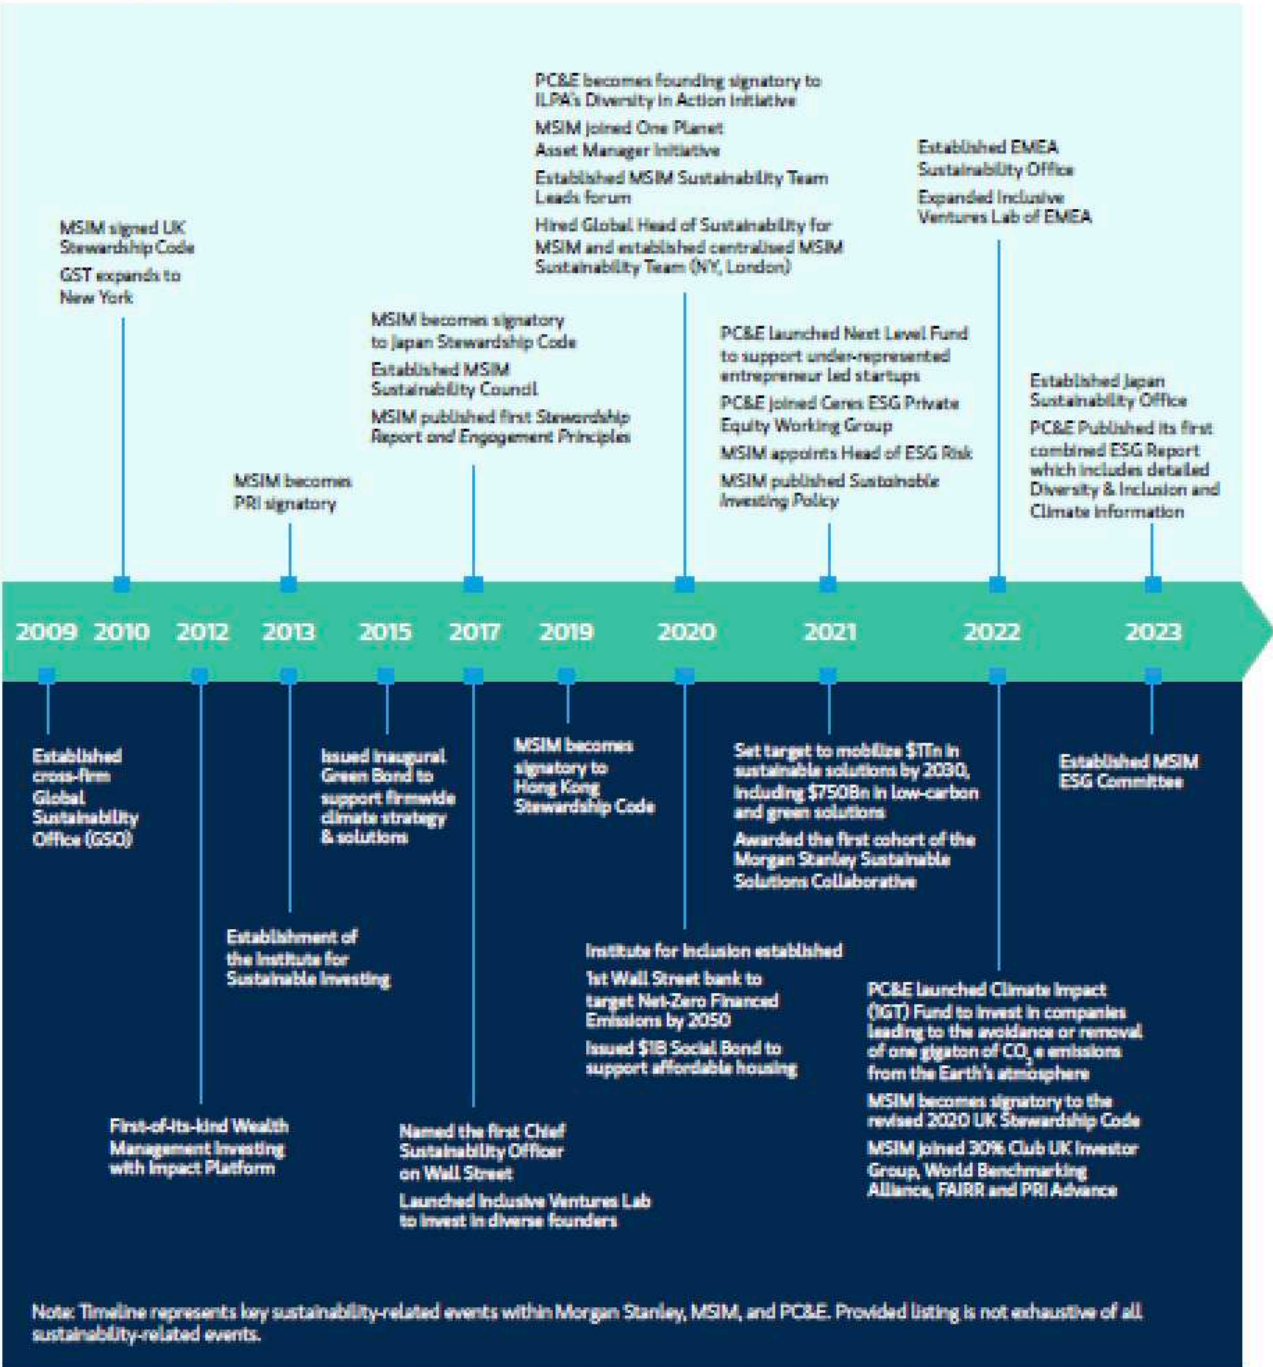 PC&E becomes founding signatory to
ILPA's Diversity in Action initiative
MSIM joined One Planet
Asset Manager Initiative
Established MSIM Sustainability Team
Leads forum
Hired Global Head of Sustainability for
MSIM and established centralised MSIM
Sustainability Team (NY, London)
Established EMEA
Sustainability Office
Expanded Inclusive
Ventures Lab of EMEA
MSIM signed UK
Stewardship Code
GST expands to
New York
MSIM becomes signatory
to Japan Stewardship Code
Established MSIM
Sustainability Council
MSIM published first Stewardship
Report and Engagement Principles
PC&E launched Next Level Fund
to support under-represented
entrepreneur led startups
PC&E joined Ceres ESG Private
Equity Working Group
MSIM appoints Head of ESG Risk
MSIM published Sustainable
Investing Policy
Established Japan
Sustainability Office
PC&E Published its first
combined ESG Report
which includes detailed
Diversity & Inclusion and
Climate information
MSIM becomes
PRI signatory
2009 2010 2012 2013 2015 2017 2019 2020 2021 2022 2023
Established
cross-firm
Global
Sustainability
Office (GSO)
Issued inaugural
Green Bond to
support firmwide
climate strategy
& solutions
MSIM becomes
signatory to
Hong Kong
Stewardship Code
Set target to mobilize $1Tn in
sustainable solutions by 2030,
including $750Bn in low-carbon
and green solutions
Awarded the first cohort of the
Morgan Stanley Sustainable
Solutions Collaborative
Established MSIM
ESG Committee
Establishment of
the Institute for
Sustainable Investing
Institute for Inclusion established
1st Wall Street bank to
target Net-Zero Financed
Emissions by 2050
Issued $1B Social Bond to
support affordable housing
PC&E launched Climate Impact
(1GT) Fund to invest in companies
leading to the avoidance or removal
of one gigaton of CO₂e emissions
from the Earth's atmosphere
MSIM becomes signatory to the
revised 2020 UK Stewardship Code
MSIM joined 30% Club UK Investor
Group, World Benchmarking
Alliance, FAIRR and PRI Advance
First-of-its-kind Wealth
Management Investing
with Impact Platform
Named the first Chief
Sustainability Officer
on Wall Street
Launched Inclusive Ventures Lab
to invest in diverse founders
Note: Timeline represents key sustainability-related events within Morgan Stanley, MSIM, and PC&E. Provided listing is not exhaustive of all
sustainability-related events.